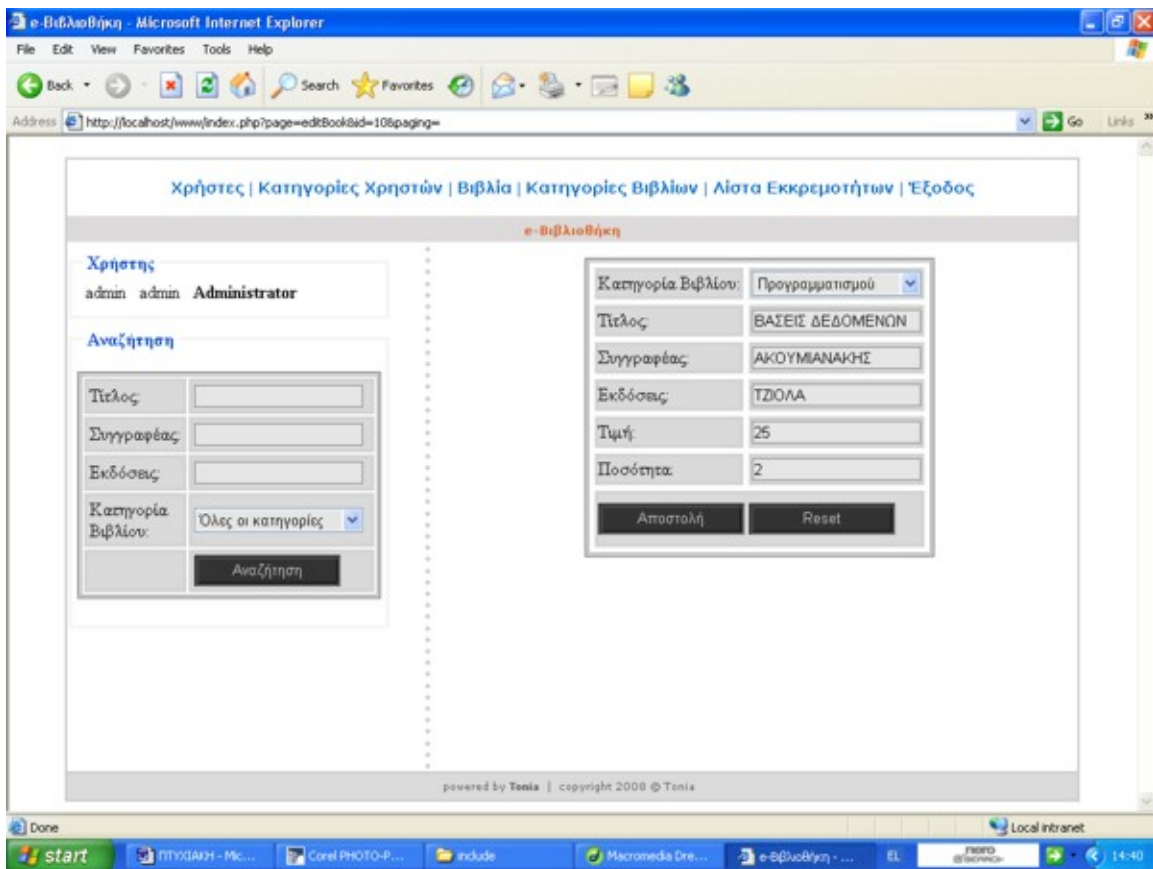 e-Βιβλιοθήκη - Microsoft Internet Explorer
File Edit View Favorites Tools Help
Back Search Favorites
Address http://localhost/www/index.php?page=editBook&id=10&paging= Go Links »
Χρήστες | Κατηγορίες Χρηστών | Βιβλία | Κατηγορίες Βιβλίων | Λίστα Εκκρεμοτήτων | Έξοδος
e-Βιβλιοθήκη
Χρήστης
admin admin Administrator
Αναζήτηση
Τίτλος:
Συγγραφέας:
Εκδόσεις:
Κατηγορία
Βιβλίου: Όλες οι κατηγορίες
Αναζήτηση
Κατηγορία Βιβλίου: Προγραμματισμού
Τίτλος: ΒΑΣΕΙΣ ΔΕΔΟΜΕΝΩΝ
Συγγραφέας: ΑΚΟΥΜΙΑΝΑΚΗΣ
Εκδόσεις: ΤΖΙΟΛΑ
Τιμή: 25
Ποσότητα: 2
Αποστολή Reset
powered by Tonia | copyright 2008 @ Tonia
Done Local intranet
start ΠΤΥΧΙΑΚΗ - Mic... Corel PHOTO-P... include Macromedia Dre... e-Βιβλιοθήκη - ... EL nero 14:40